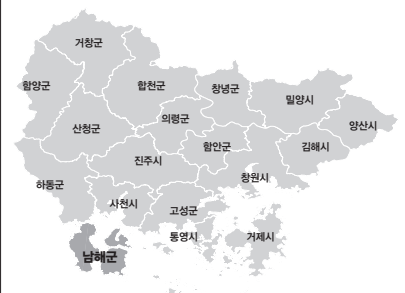 거창군
함양군
합천군
창녕군
밀양시
양산시
의령군
산청군
함안군
김해시
진주시
창원시
하동군
사천시
고성군
통영시
거제시
남해군